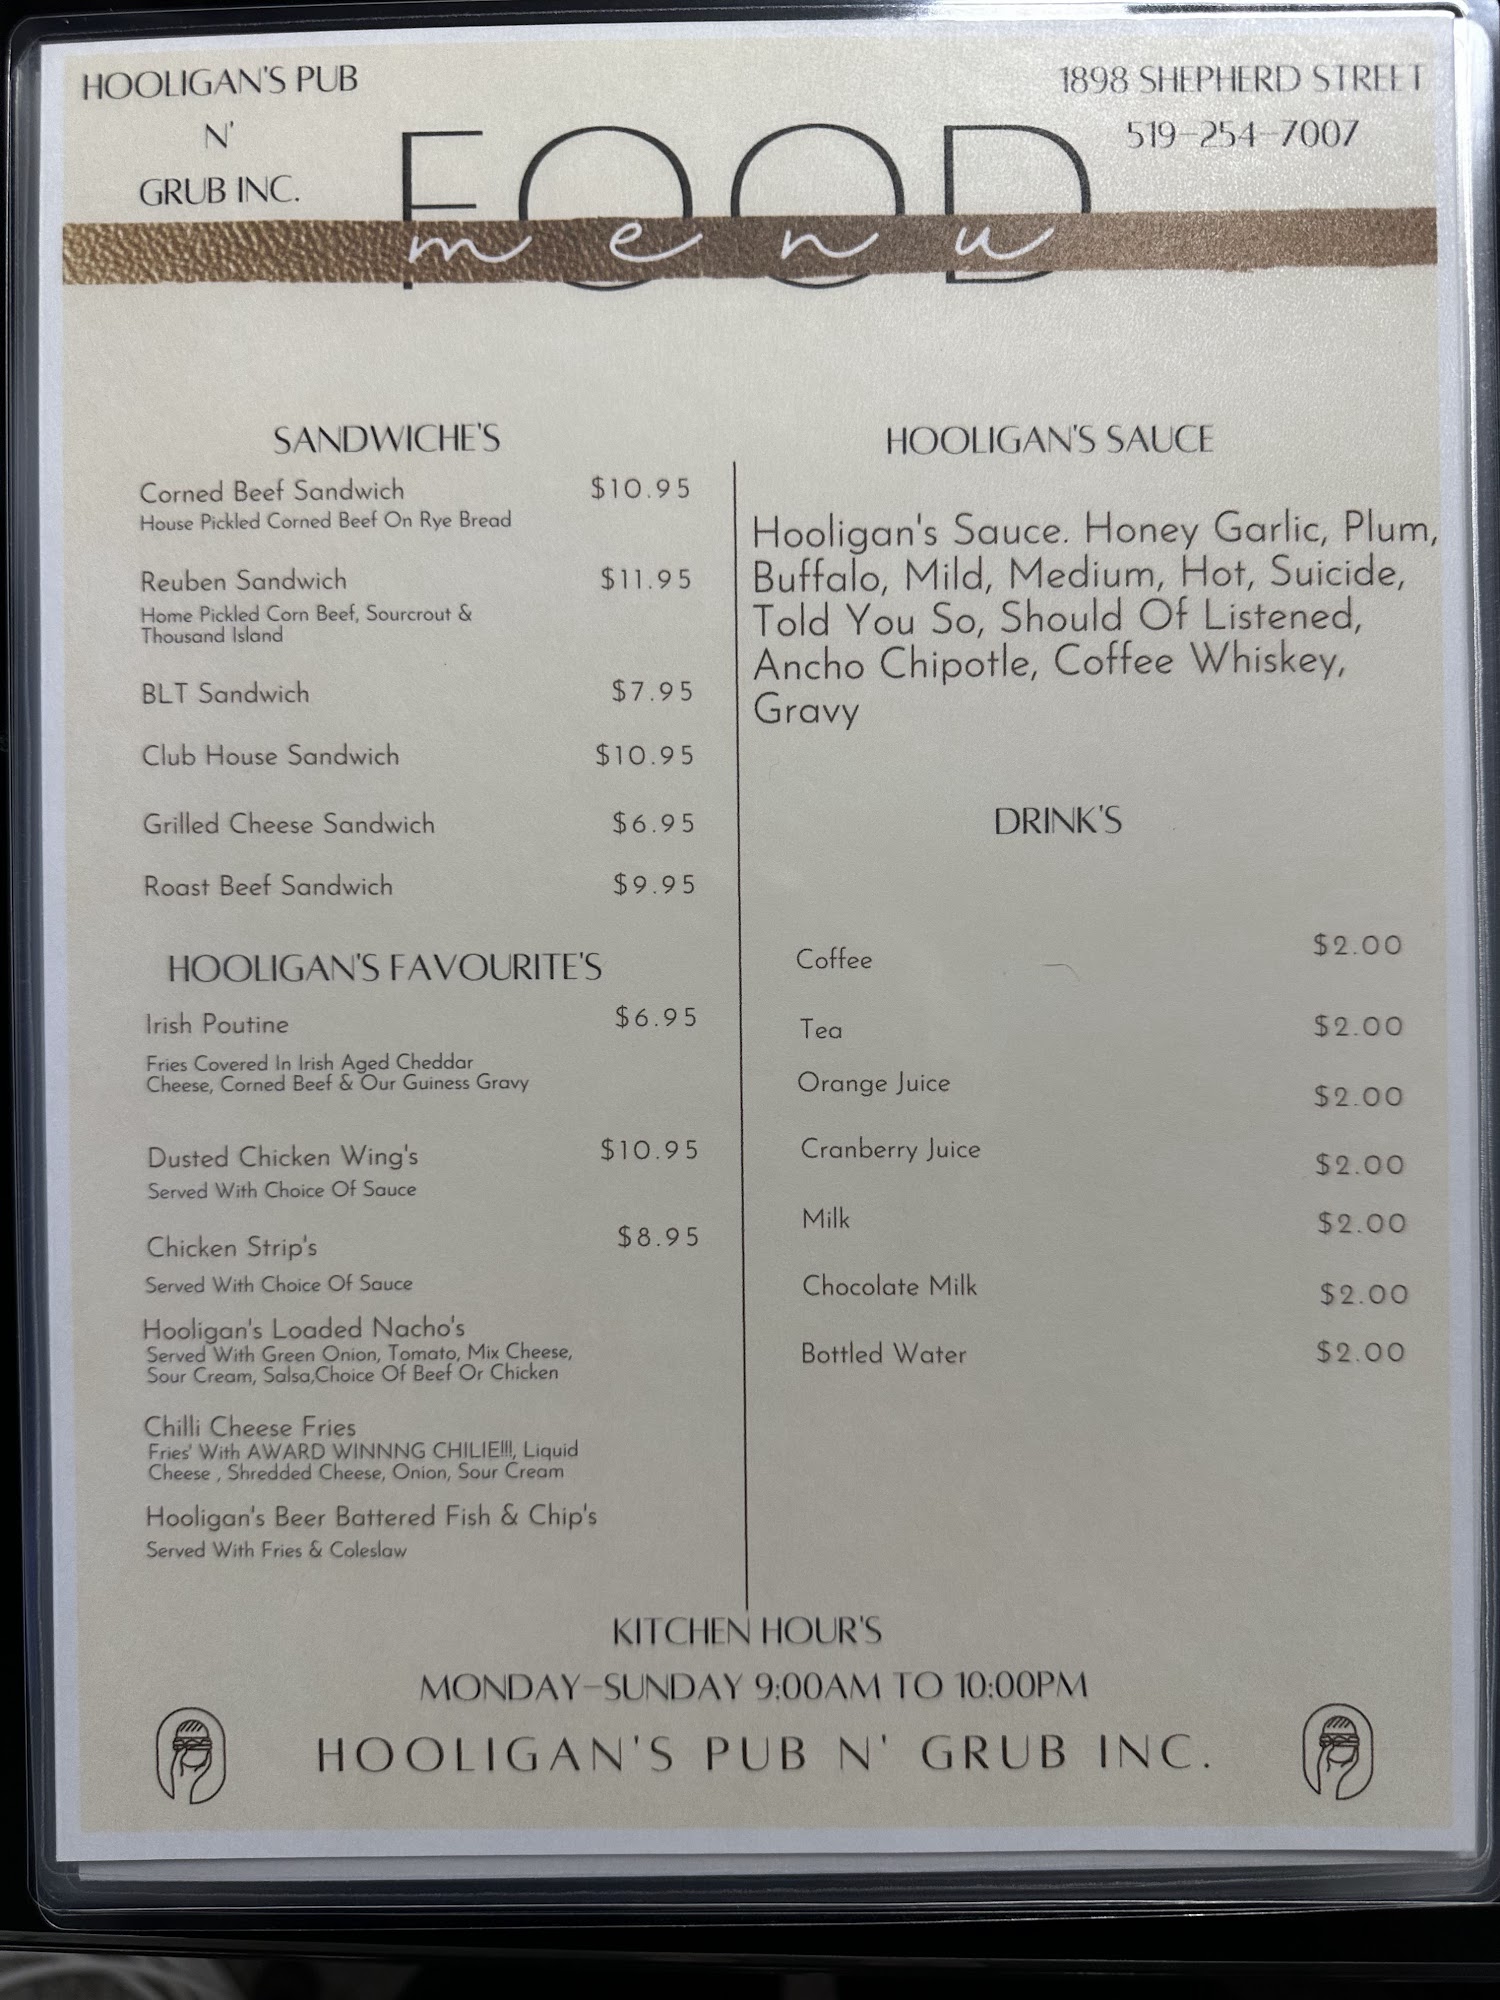 HOOLIGAN'S PUB
N'
GRUB INC.
1898 SHEPHERD STREET
519-254-7007
FOOD
menu
SANDWICHE'S
Corned Beef Sandwich $10.95
House Pickled Corned Beef On Rye Bread
Reuben Sandwich $11.95
Home Pickled Corn Beef, Sourcrout &
Thousand Island
BLT Sandwich $7.95
Club House Sandwich $10.95
Grilled Cheese Sandwich $6.95
Roast Beef Sandwich $9.95
HOOLIGAN'S FAVOURITE'S
Irish Poutine $6.95
Fries Covered In Irish Aged Cheddar
Cheese, Corned Beef & Our Guiness Gravy
Dusted Chicken Wing's $10.95
Served With Choice Of Sauce
Chicken Strip's $8.95
Served With Choice Of Sauce
Hooligan's Loaded Nacho's
Served With Green Onion, Tomato, Mix Cheese,
Sour Cream, Salsa,Choice Of Beef Or Chicken
Chilli Cheese Fries
Fries' With AWARD WINNNG CHILIE!!!, Liquid
Cheese , Shredded Cheese, Onion, Sour Cream
Hooligan's Beer Battered Fish & Chip's
Served With Fries & Coleslaw
HOOLIGAN'S SAUCE
Hooligan's Sauce. Honey Garlic, Plum,
Buffalo, Mild, Medium, Hot, Suicide,
Told You So, Should Of Listened,
Ancho Chipotle, Coffee Whiskey,
Gravy
DRINK'S
Coffee $2.00
Tea $2.00
Orange Juice $2.00
Cranberry Juice $2.00
Milk $2.00
Chocolate Milk $2.00
Bottled Water $2.00
KITCHEN HOUR'S
MONDAY-SUNDAY 9:00AM TO 10:00PM
HOOLIGAN'S PUB N' GRUB INC.